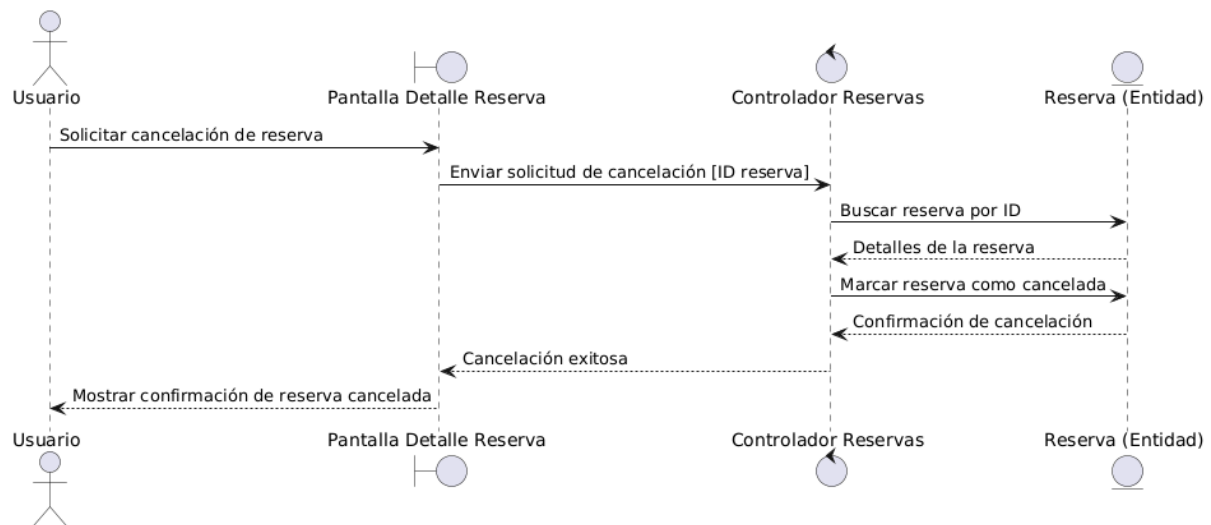 Usuario
Pantalla Detalle Reserva
Controlador Reservas
Reserva (Entidad)
Solicitar cancelación de reserva
Enviar solicitud de cancelación [ID reserva]
Buscar reserva por ID
Detalles de la reserva
Marcar reserva como cancelada
Confirmación de cancelación
Cancelación exitosa
Mostrar confirmación de reserva cancelada
Usuario
Pantalla Detalle Reserva
Controlador Reservas
Reserva (Entidad)